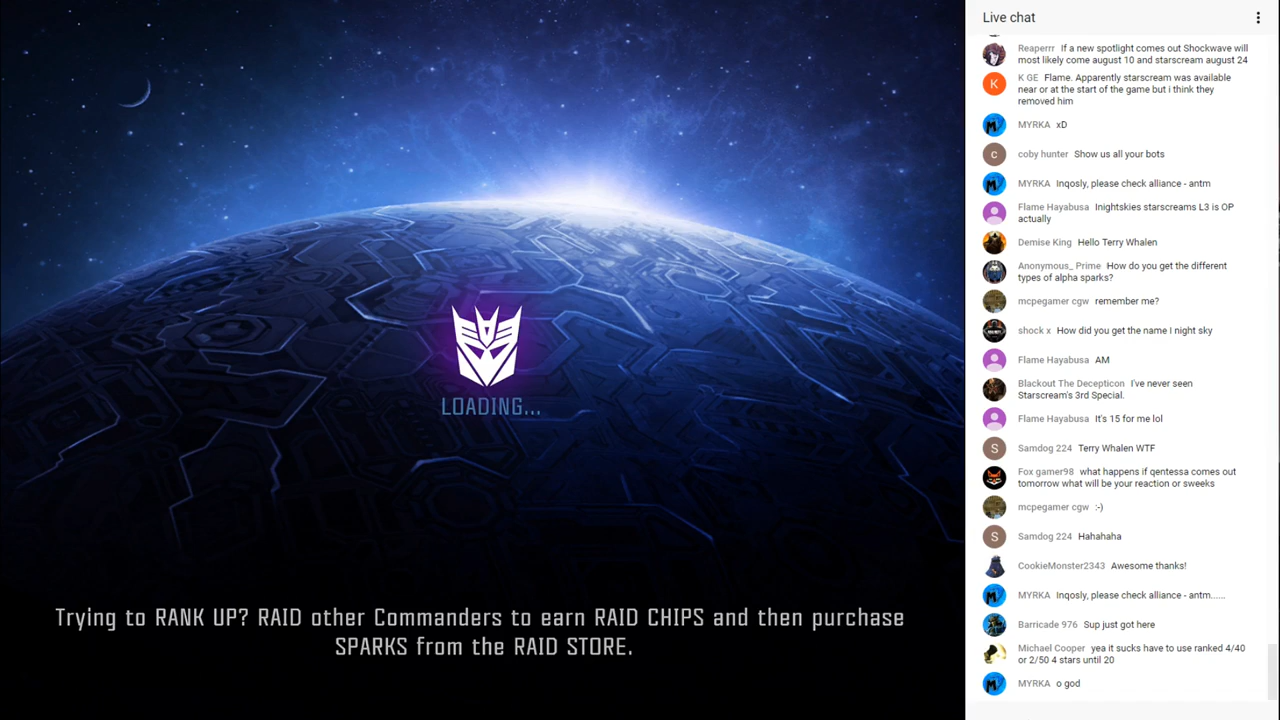 LOADING...
Trying to RANK UP? RAID other Commanders to earn RAID CHIPS and then purchase
SPARKS from the RAID STORE.
Live chat
Reaperrr If a new spotlight comes out Shockwave will
most likely come august 10 and starscream august 24
K
K GE Flame. Apparently starscream was available
near or at the start of the game but i think they
removed him
MYRKA xD
c
coby hunter Show us all your bots
MYRKA Inqosly, please check alliance - antm
Flame Hayabusa Inightskies starscreams L3 is OP
actually
Demise King Hello Terry Whalen
Anonymous_ Prime How do you get the different
types of alpha sparks?
mcpegamer cgw remember me?
shock x How did you get the name I night sky
Flame Hayabusa AM
Blackout The Decepticon I've never seen
Starscream's 3rd Special.
Flame Hayabusa It's 15 for me lol
S
Samdog 224 Terry Whalen WTF
Fox gamer98 what happens if qentessa comes out
tomorrow what will be your reaction or sweeks
mcpegamer cgw :-)
S
Samdog 224 Hahahaha
CookieMonster2343 Awesome thanks!
MYRKA Inqosly, please check alliance - antm......
Barricade 976 Sup just got here
Michael Cooper yea it sucks have to use ranked 4/40
or 2/50 4 stars until 20
MYRKA o god